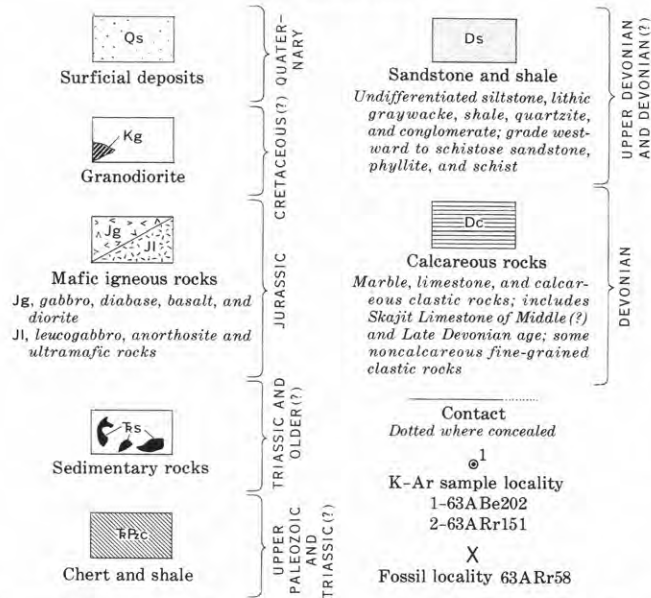 Qs
Surficial deposits
QUATER-
NARY
Kg
Granodiorite
CRETACEOUS(?)
Jg
Jl
Mafic igneous rocks
Jg, gabbro, diabase, basalt, and
diorite
Jl, leucogabbro, anorthosite and
ultramafic rocks
JURASSIC
TRs
Sedimentary rocks
TRIASSIC AND
OLDER(?)
TRPzc
Chert and shale
UPPER
PALEOZOIC
AND
TRIASSIC(?)
Ds
Sandstone and shale
Undifferentiated siltstone, lithic
graywacke, shale, quartzite,
and conglomerate; grade west-
ward to schistose sandstone,
phyllite, and schist
UPPER DEVONIAN
AND DEVONIAN(?)
Dc
Calcareous rocks
Marble, limestone, and calcar-
eous clastic rocks; includes
Skajit Limestone of Middle(?)
and Late Devonian age; some
noncalcareous fine-grained
clastic rocks
DEVONIAN
Contact
Dotted where concealed
1
K-Ar sample locality
1-63ABe202
2-63ARr151
X
Fossil locality 63ARr58